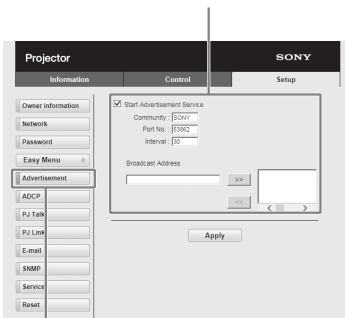 Projector
SONY
Information
Control
Setup
Owner information
Network
Password
Easy Menu
Advertisement
ADCP
PJ Talk
PJ Link
E-mail
SNMP
Service
Reset
Start Advertisement Service
Community : SONY
Port No. : 53862
Interval : 30
Broadcast Address
>>
<<
< >
Apply